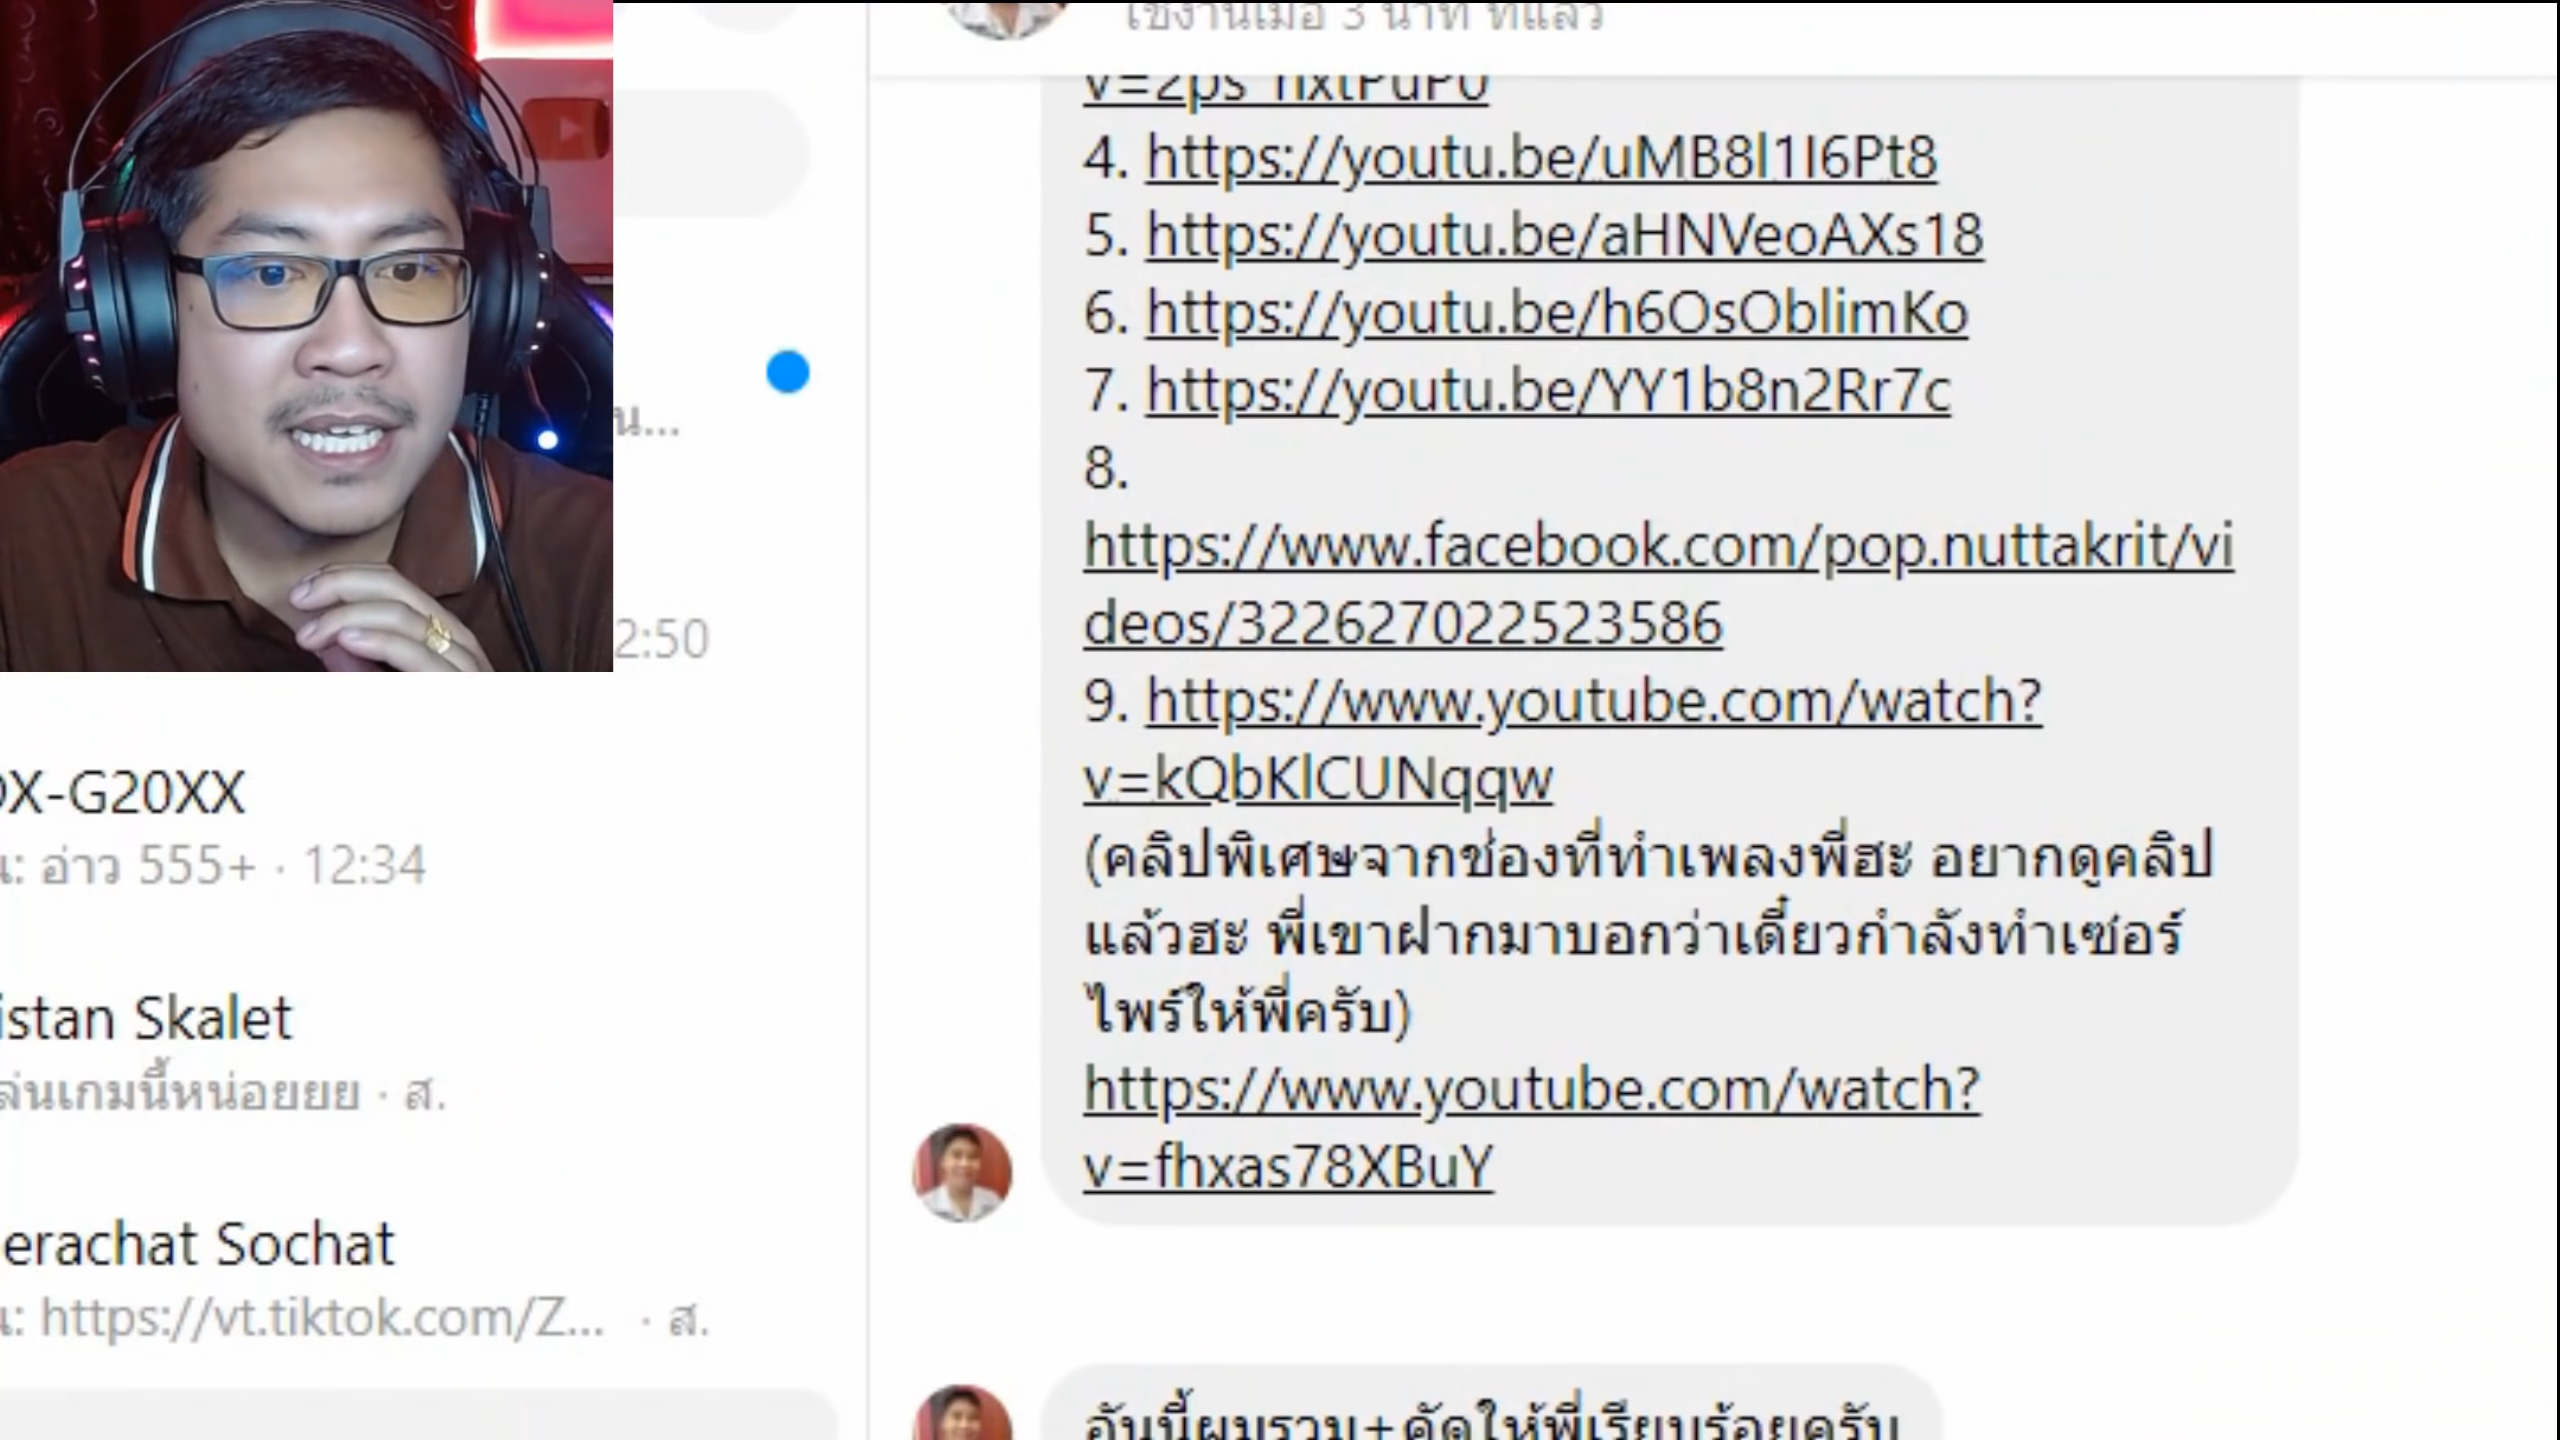 ใช้งานเมื่อ 3 นาที ที่แล้ว
4. https://youtu.be/uMB8l1I6Pt8
5. https://youtu.be/aHNVeoAXs18
6. https://youtu.be/h6OsOblimKo
7. https://youtu.be/YY1b8n2Rr7c
8.
https://www.facebook.com/pop.nuttakrit/vi
deos/322627022523586
9. https://www.youtube.com/watch?
v=kQbKlCUNqqw
(คลิปพิเศษจากช่องที่ทำเพลงพี่ฮะ อยากดูคลิป
แล้วฮะ พี่เขาฝากมาบอกว่าเดี๋ยวกำลังทำเซอร์
ไพร์ให้พี่ครับ)
https://www.youtube.com/watch?
v=fhxas78XBuY
อันนี้ผมรวม+คัดให้พี่เรียบร้อยครับ
น...
2:50
X-G20XX
น: อ่าว 555+ · 12:34
istan Skalet
ล่นเกมนี้หน่อยยย · ส.
erachat Sochat
น: https://vt.tiktok.com/Z... · ส.